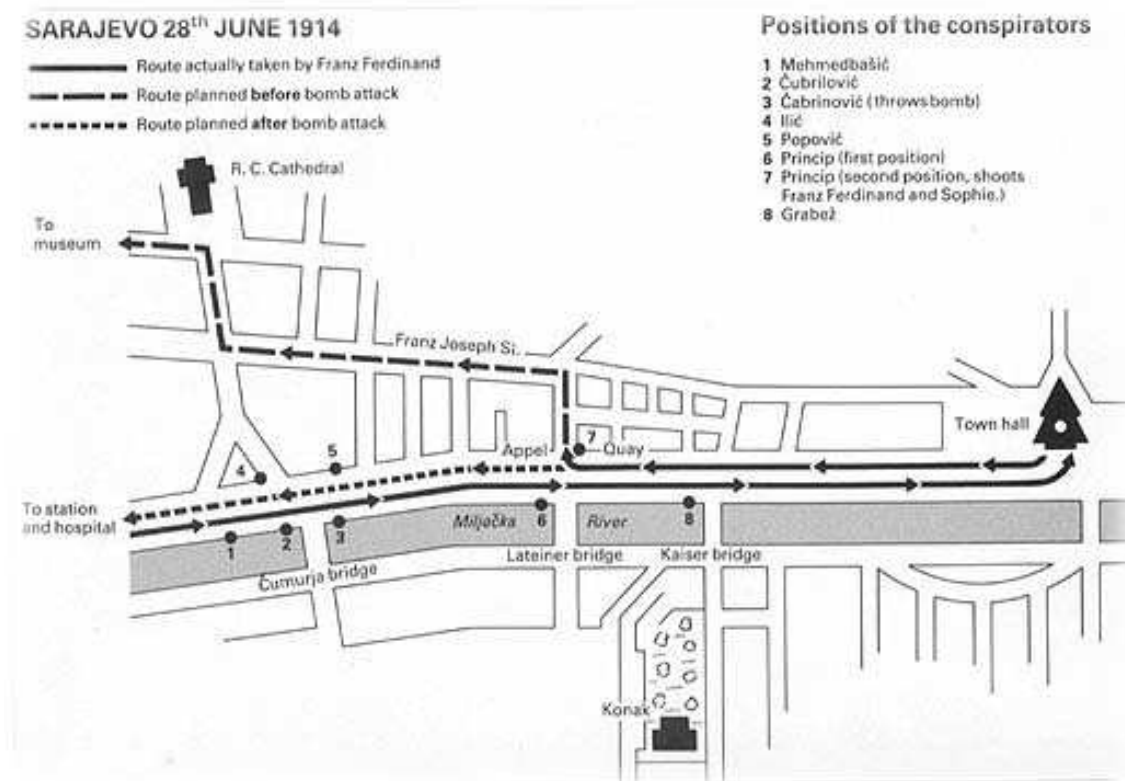 SARAJEVO 28th JUNE 1914
Route actually taken by Franz Ferdinand
Route planned before bomb attack
Route planned after bomb attack
Positions of the conspirators
1 Mehmedbašić
2 Čubrilović
3 Čabrinović (throws bomb)
4 Ilić
5 Popović
6 Princip (first position)
7 Princip (second position, shoots
Franz Ferdinand and Sophie.)
8 Grabež
R. C. Cathedral
To
museum
Franz Joseph St.
Town hall
7
5
Appel Quay
4
To station
and hospital
Miljačka River
6
8
1
2
3
Lateiner bridge
Kaiser bridge
Čumurja bridge
Konak